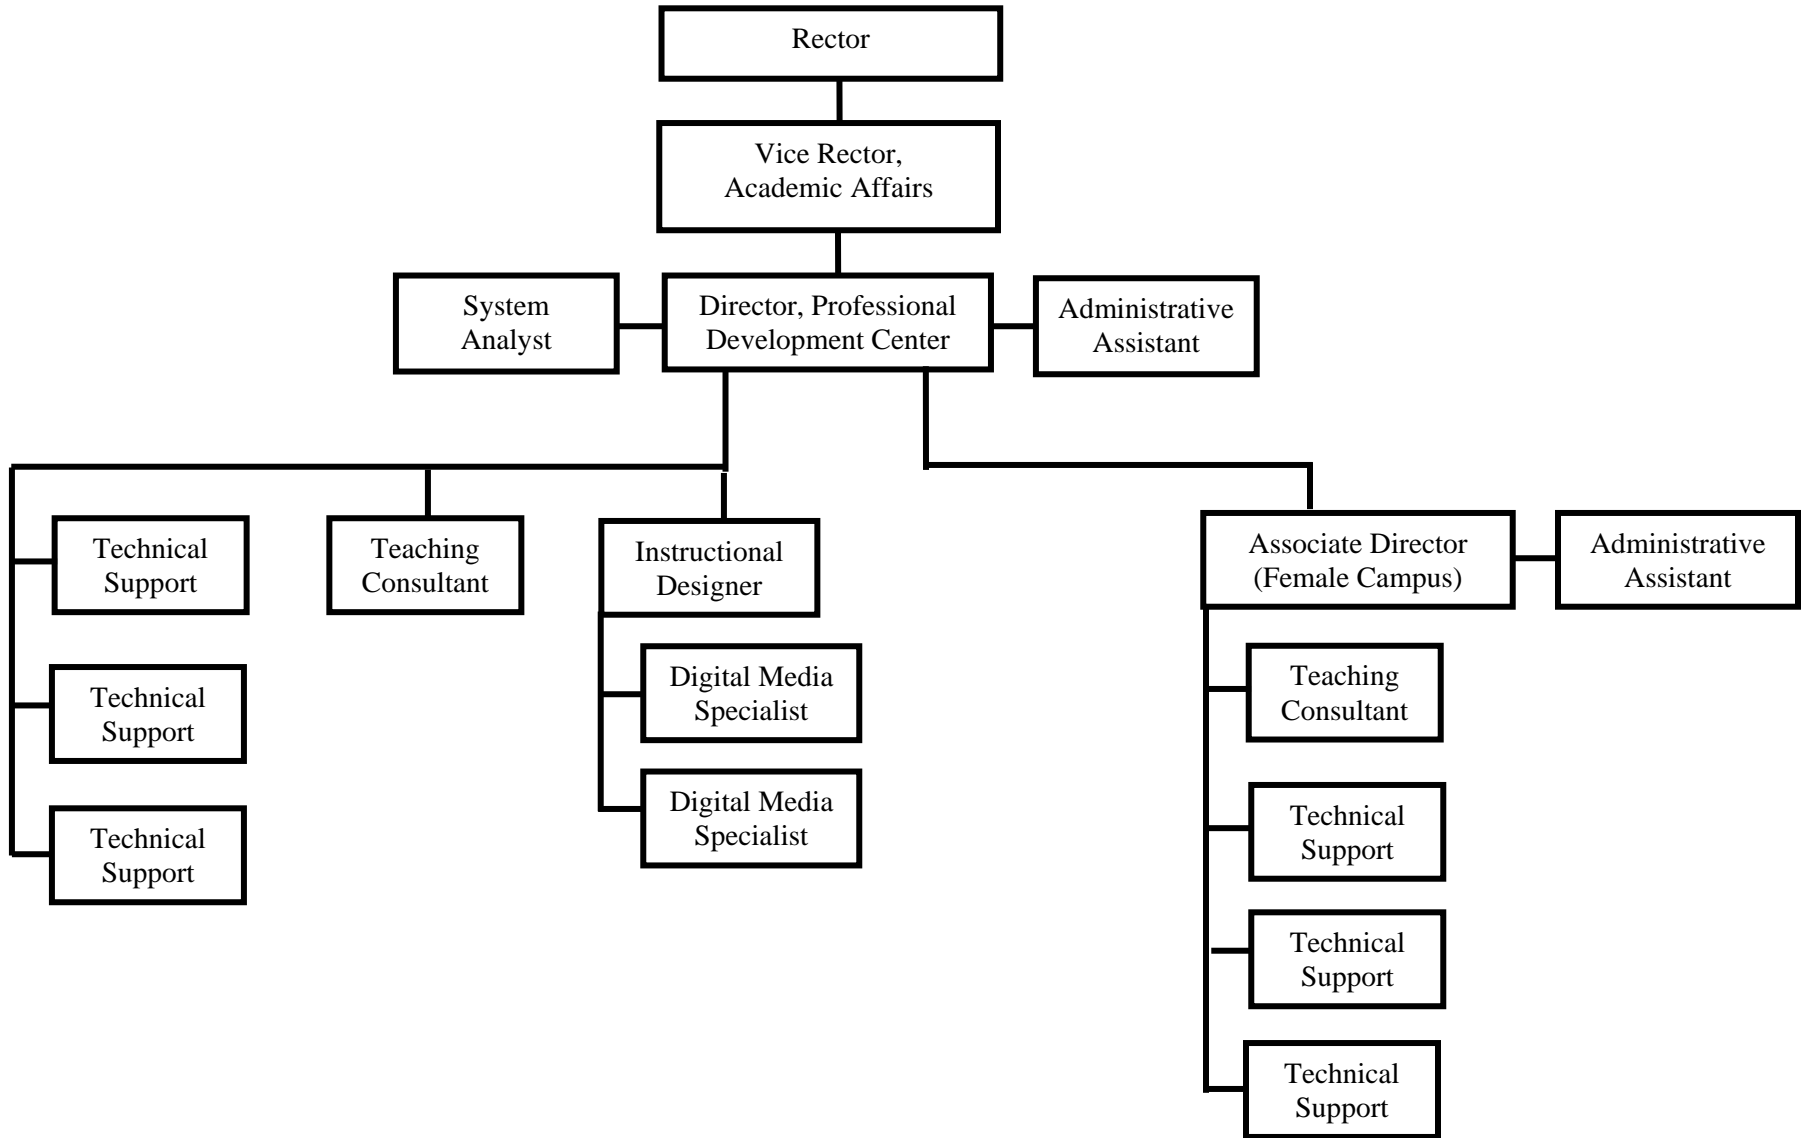 Rector
Vice Rector,
Academic Affairs
System
Analyst
Director, Professional
Development Center
Administrative
Assistant
Technical
Support
Teaching
Consultant
Instructional
Designer
Associate Director
(Female Campus)
Administrative
Assistant
Technical
Support
Technical
Support
Digital Media
Specialist
Digital Media
Specialist
Teaching
Consultant
Technical
Support
Technical
Support
Technical
Support